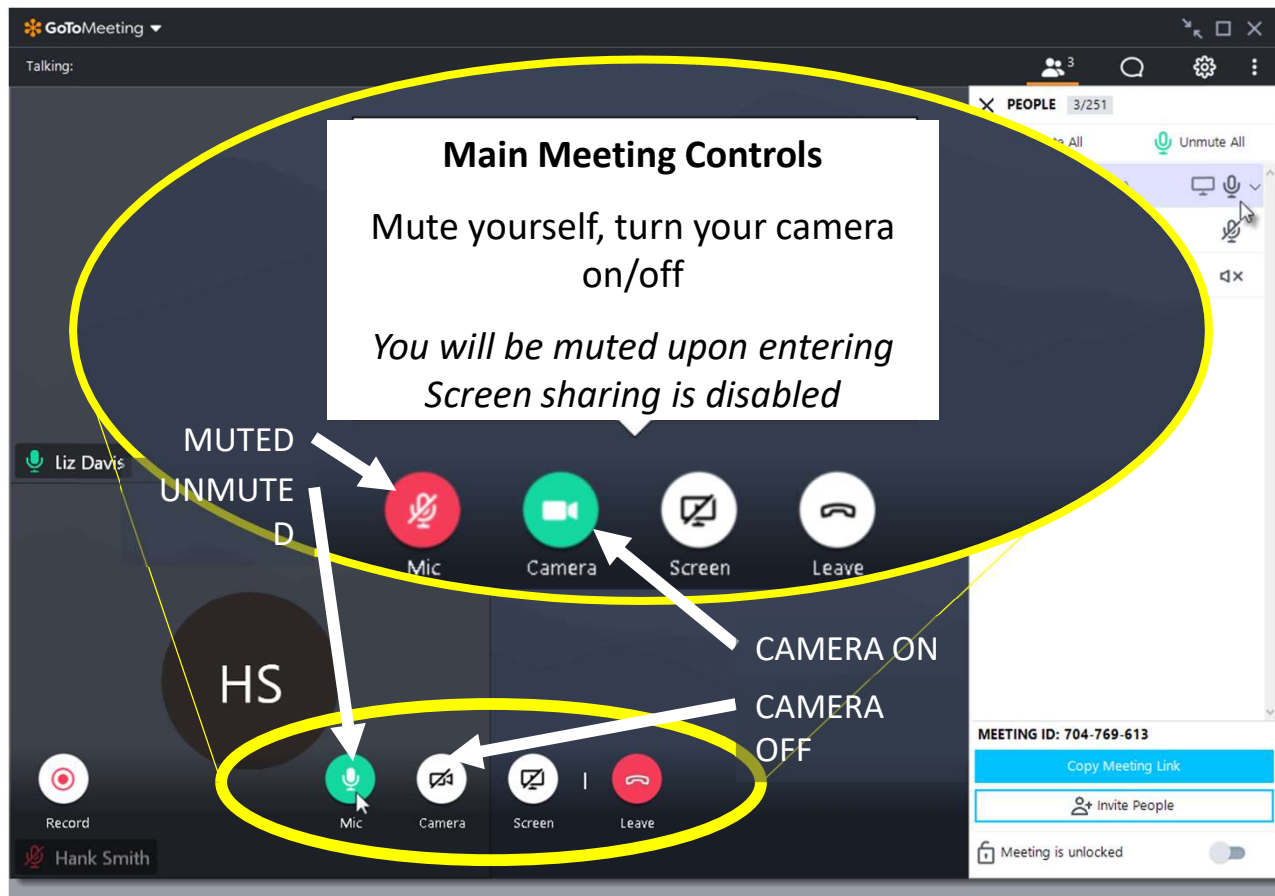 GoToMeeting
Talking:
3
PEOPLE 3/251
All
Unmute All
Main Meeting Controls
Mute yourself, turn your camera
on/off
You will be muted upon entering
Screen sharing is disabled
MUTED
Liz Davis
UNMUTE
D
Mic Camera Screen Leave
CAMERA ON
HS
CAMERA
OFF
MEETING ID: 704-769-613
Copy Meeting Link
Invite People
Record Mic Camera Screen Leave
Hank Smith
Meeting is unlocked